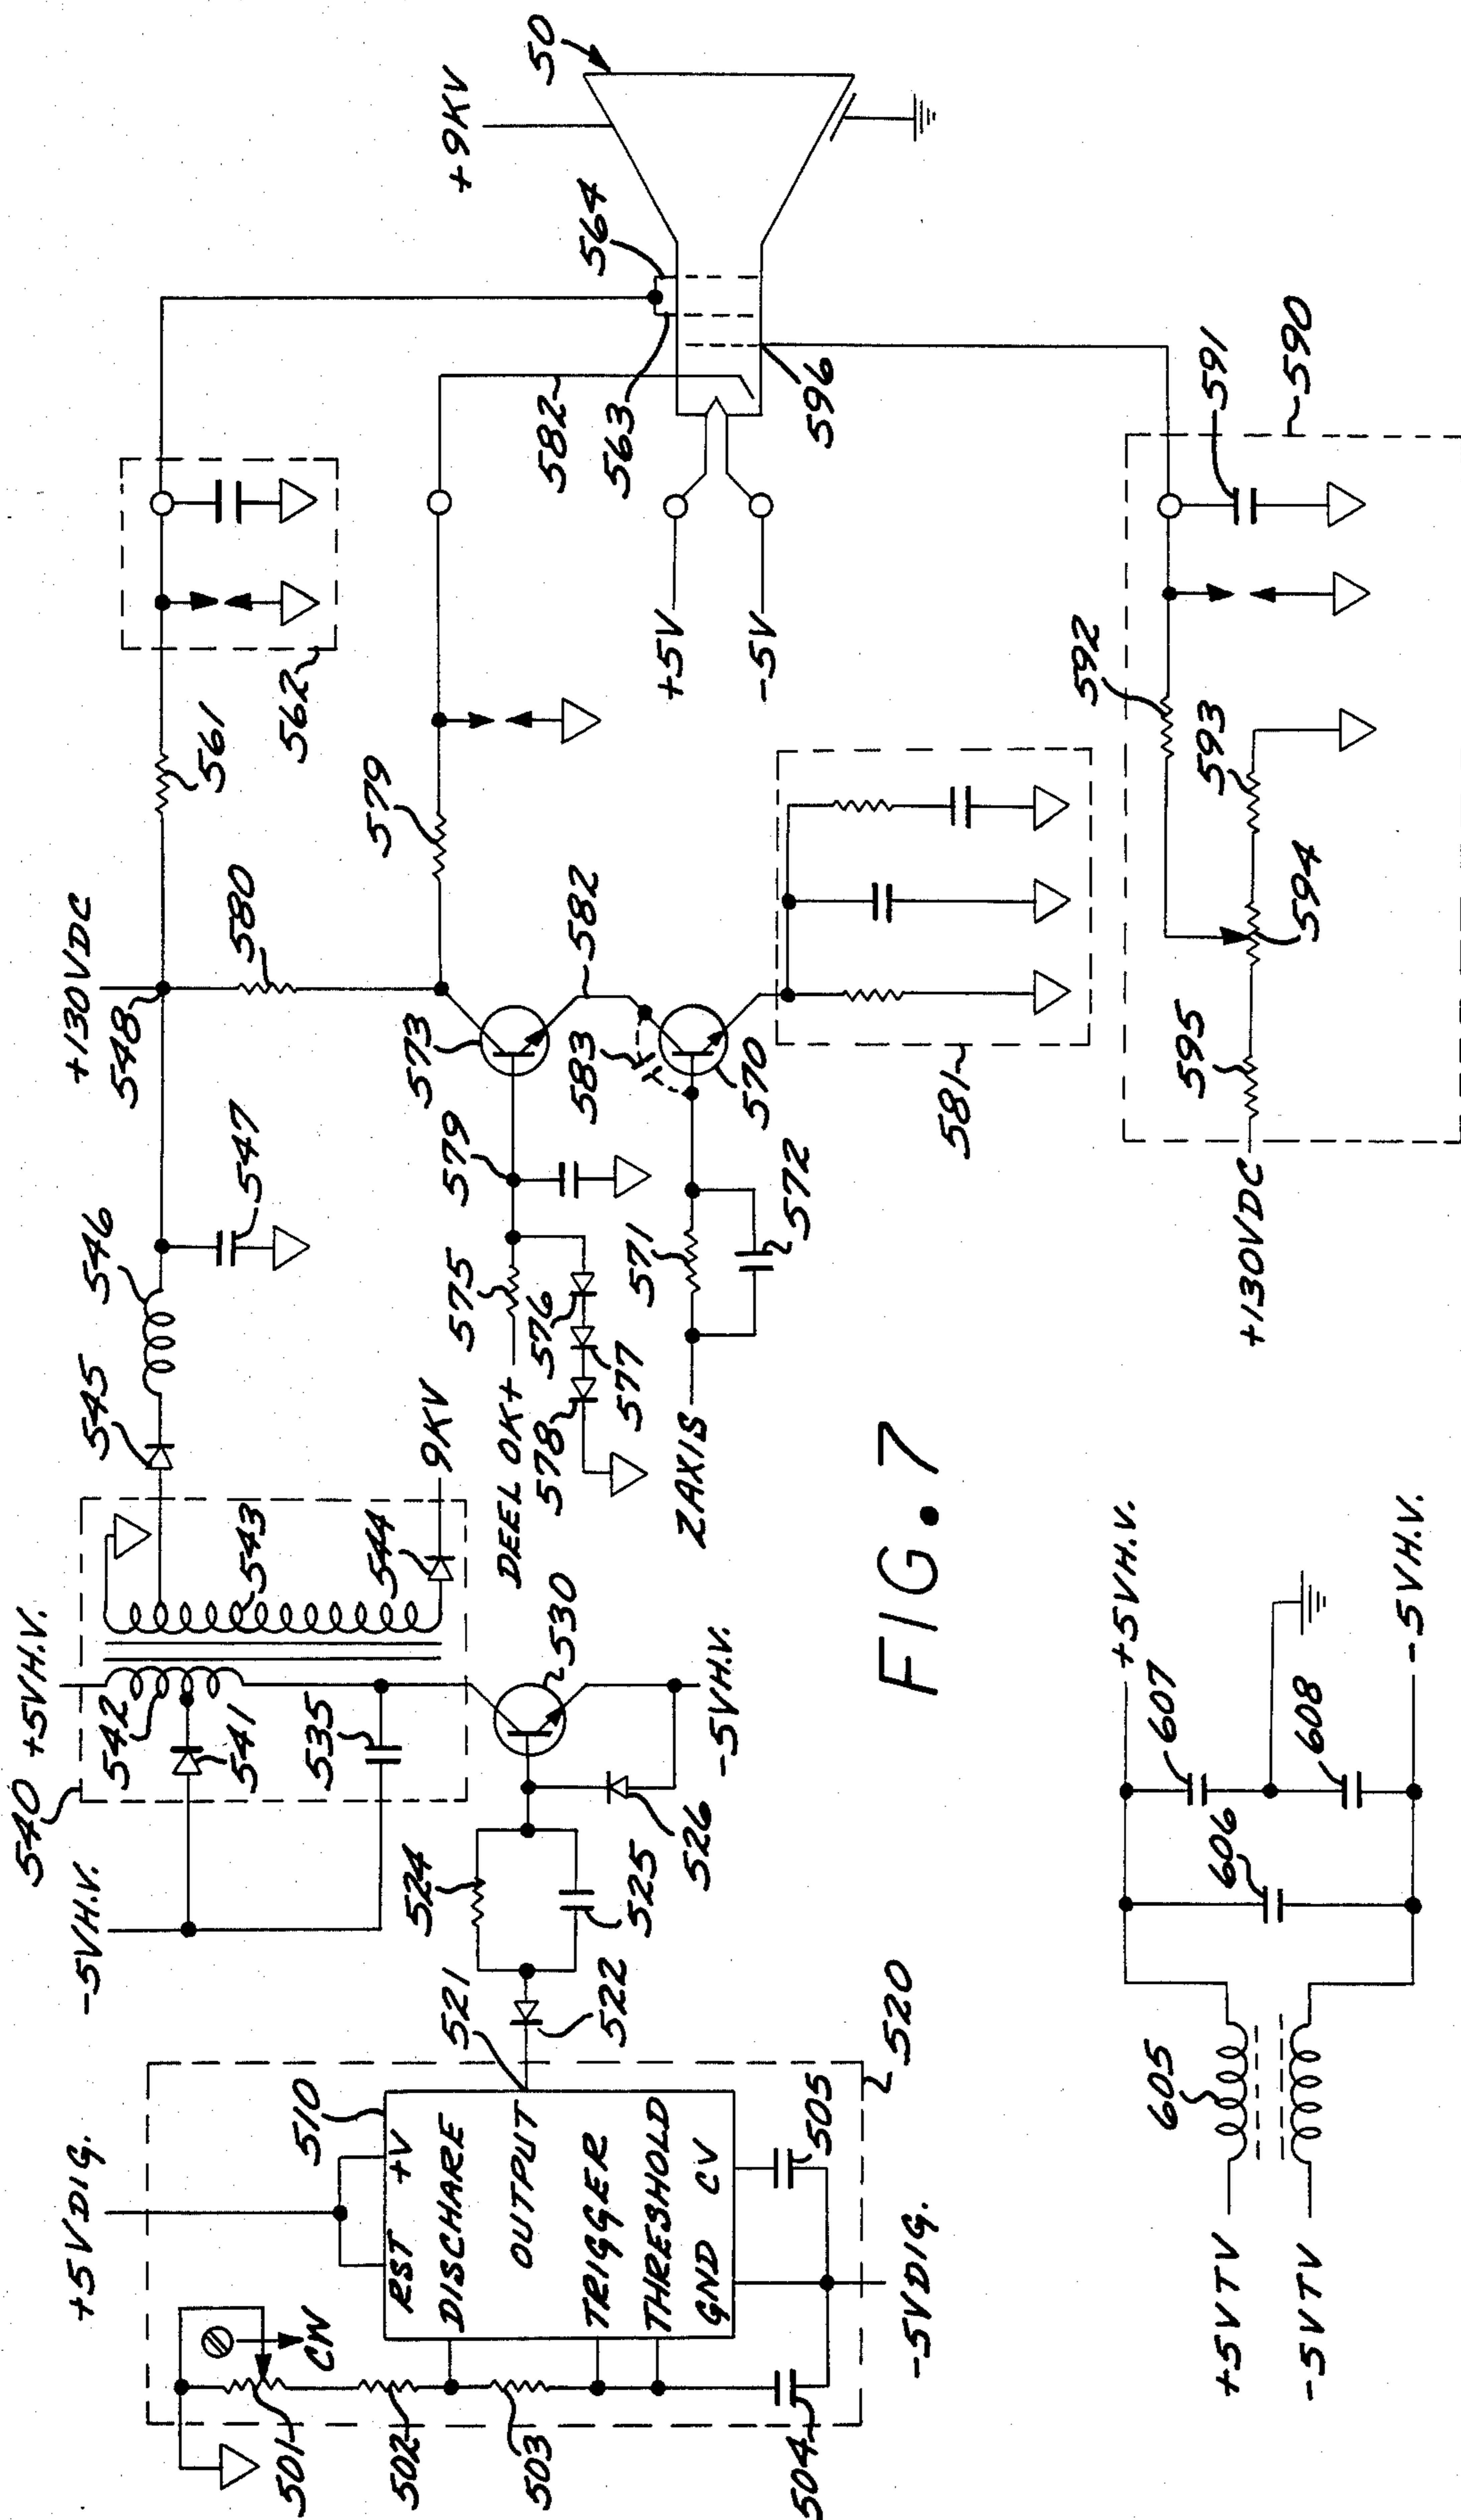 540 +5VH.V.
-5VH.V.
542
541
535
543
544
9KV
545
546
547
+130VDC
548
580
561
562
+9KV
50
564
563
582
596
+5V
-5V
579
573
582
583
570
581
579
575
576
577
578
DEEL OK+
571
572
ZAXIS
530
-5VH.V.
524
525
526
521
522
520
+5VDIG.
510
RST +V
DISCHARE
OUTPUT
TRIGGER
THRESHOLD
GND CV
505
-5VDIG.
CW
501
502
503
504
592
593
594
595
591
590
+130VDC
FIG. 7
+5VTV
-5VTV
605
606
607
608
+5VH.V.
-5VH.V.